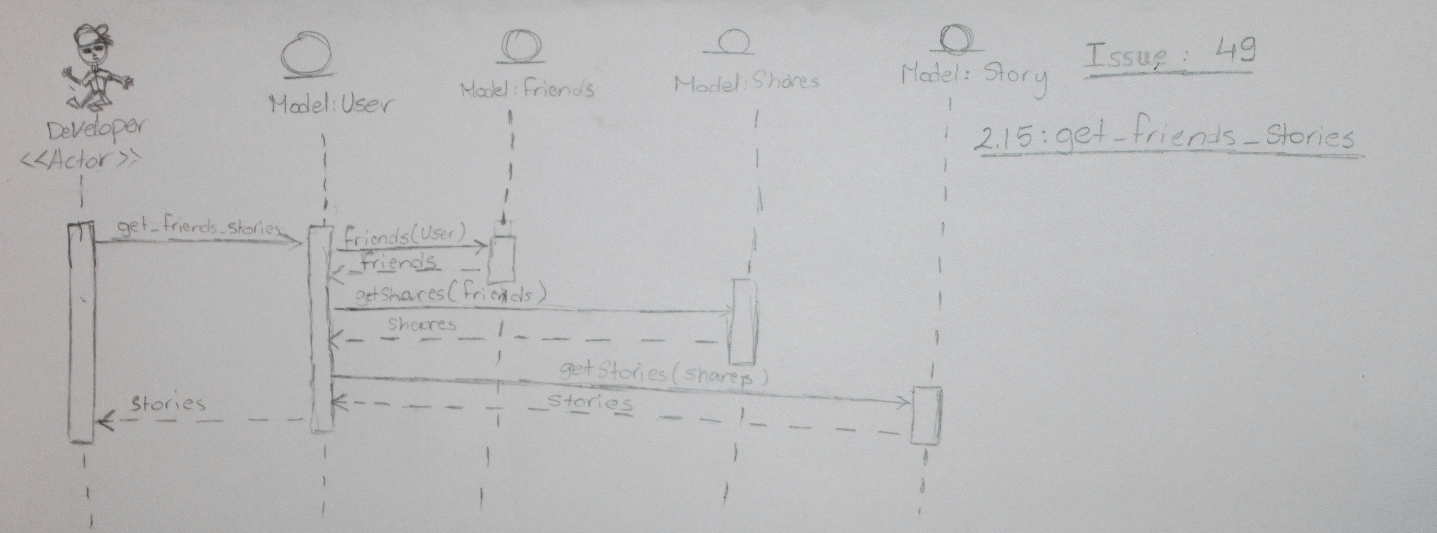 Developer
<<Actor>>
Model:User
Model:Friends
Model:Shares
Model:Story
Issue: 49
2.15:get_friends_Stories
get_friends_stories
friends(User)
friends
getShares(friends)
shares
getStories(shares)
stories
stories